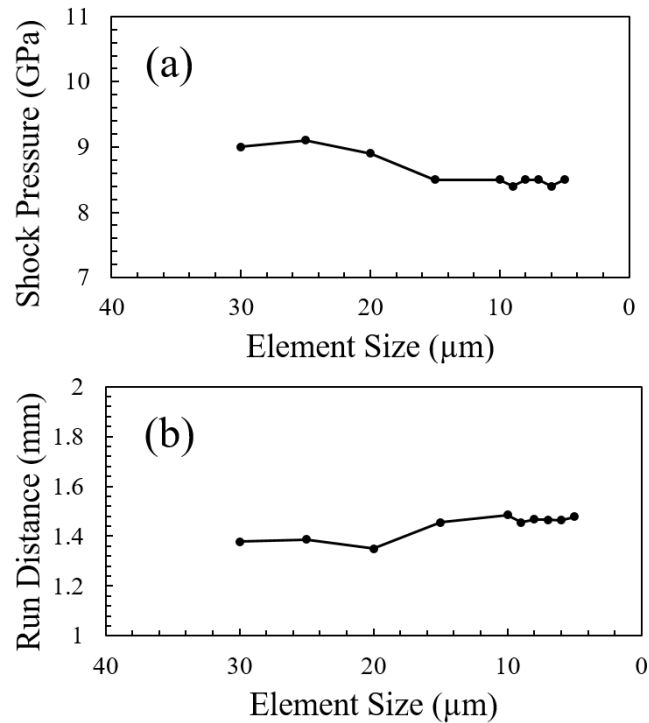 (a)
Shock Pressure (GPa)
11
10
9
8
7
40 30 20 10 0
Element Size (µm)
(b)
Run Distance (mm)
2
1.8
1.6
1.4
1.2
1
40 30 20 10 0
Element Size (µm)